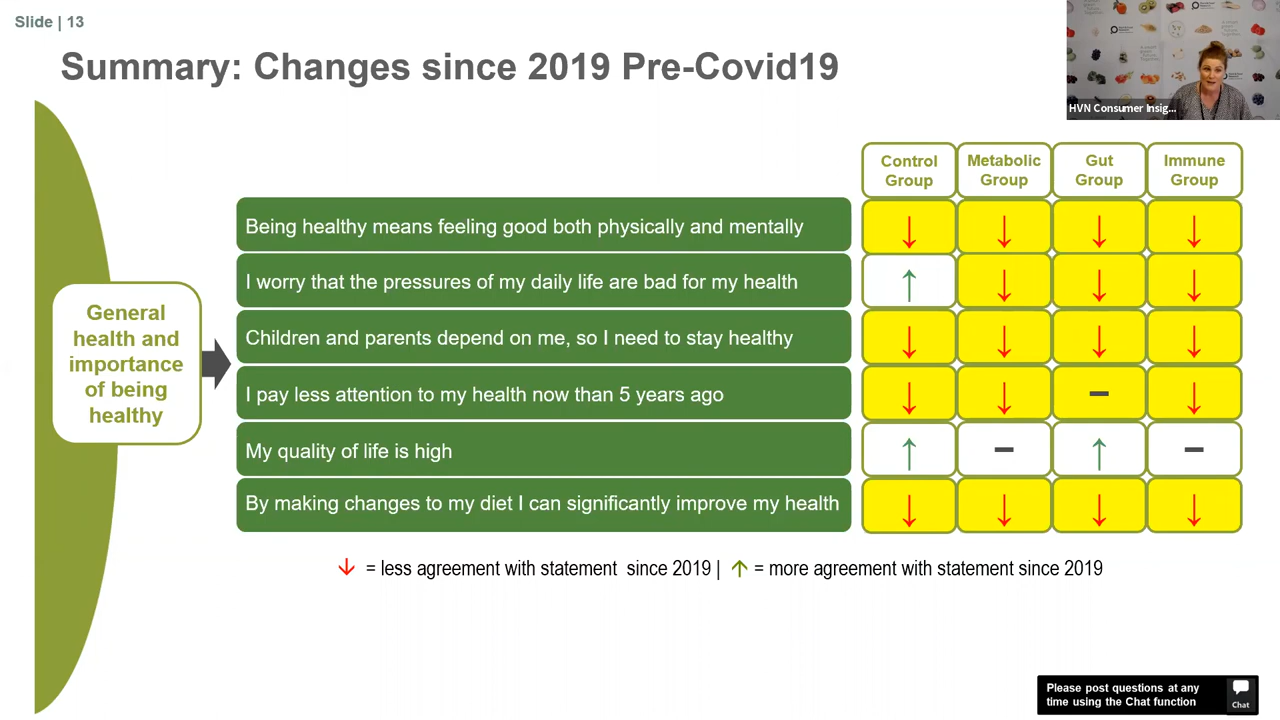 Slide | 13
Summary: Changes since 2019 Pre-Covid19
HVN Consumer Insig...
Control
Group
Metabolic
Group
Gut
Group
Immune
Group
General
health and
importance
of being
healthy
Being healthy means feeling good both physically and mentally
I worry that the pressures of my daily life are bad for my health
Children and parents depend on me, so I need to stay healthy
I pay less attention to my health now than 5 years ago
My quality of life is high
By making changes to my diet I can significantly improve my health
↓ = less agreement with statement since 2019 | ↑ = more agreement with statement since 2019
Please post questions at any
time using the Chat function
Chat